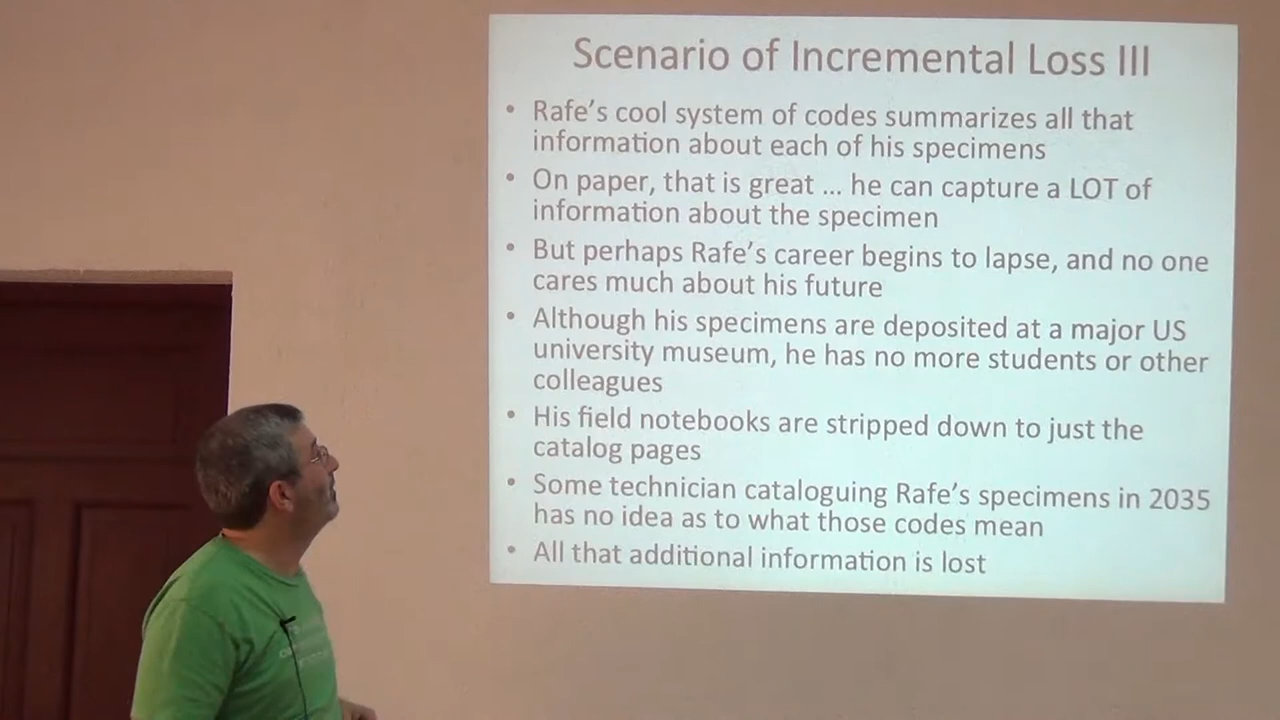 Scenario of Incremental Loss III
• Rafe's cool system of codes summarizes all that
information about each of his specimens
• On paper, that is great ... he can capture a LOT of
information about the specimen
• But perhaps Rafe's career begins to lapse, and no one
cares much about his future
• Although his specimens are deposited at a major US
university museum, he has no more students or other
colleagues
• His field notebooks are stripped down to just the
catalog pages
• Some technician cataloguing Rafe's specimens in 2035
has no idea as to what those codes mean
• All that additional information is lost